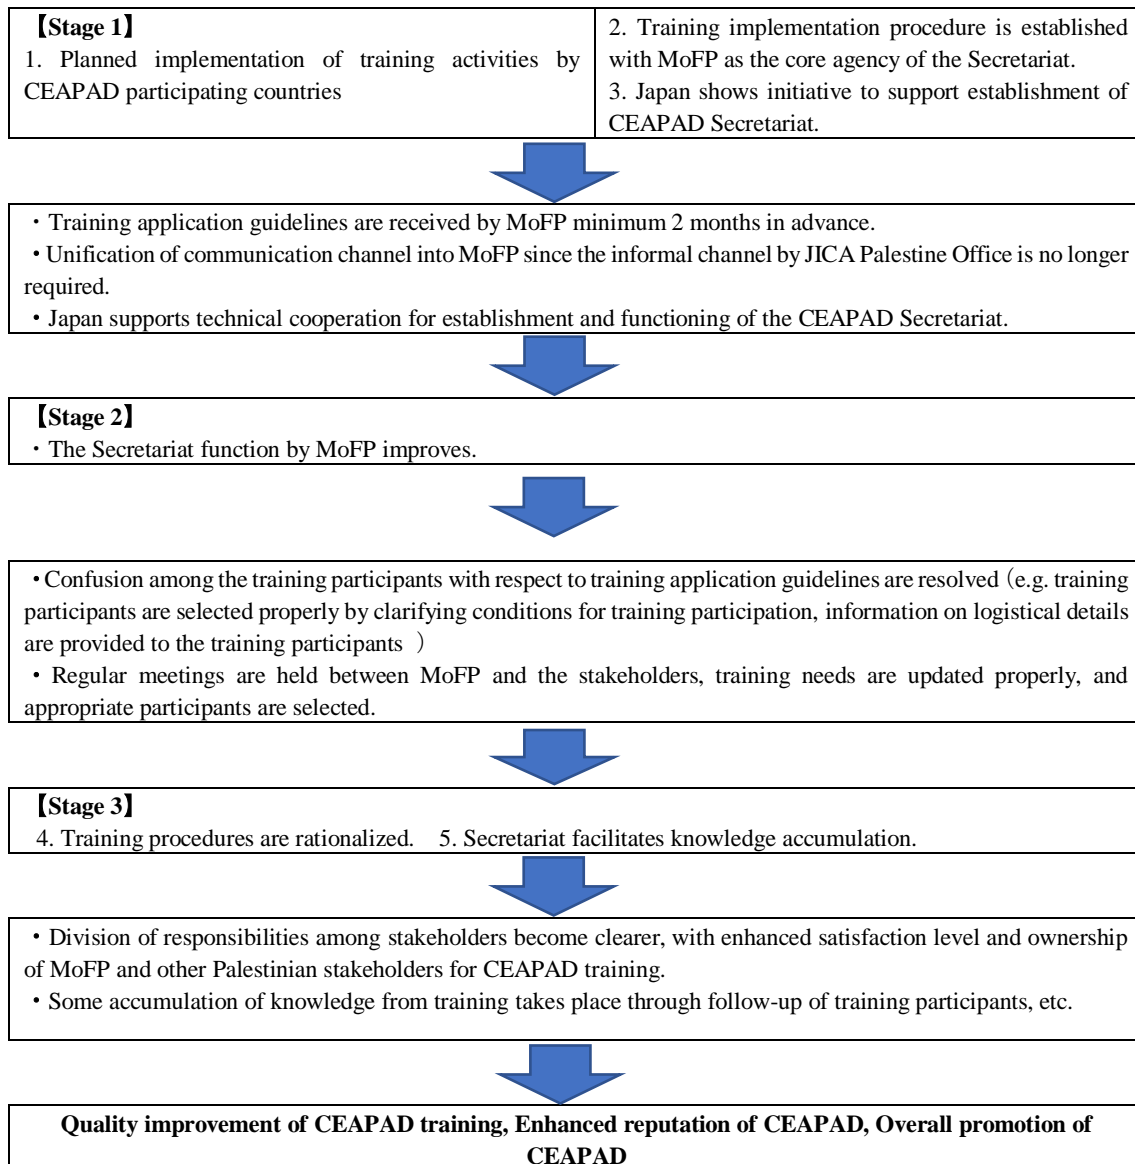 【Stage 1】
1. Planned implementation of training activities by
CEAPAD participating countries
2. Training implementation procedure is established
with MoFP as the core agency of the Secretariat.
3. Japan shows initiative to support establishment of
CEAPAD Secretariat.
・Training application guidelines are received by MoFP minimum 2 months in advance.
・Unification of communication channel into MoFP since the informal channel by JICA Palestine Office is no longer
required.
・Japan supports technical cooperation for establishment and functioning of the CEAPAD Secretariat.
【Stage 2】
・The Secretariat function by MoFP improves.
・Confusion among the training participants with respect to training application guidelines are resolved（e.g. training
participants are selected properly by clarifying conditions for training participation, information on logistical details
are provided to the training participants ）
・Regular meetings are held between MoFP and the stakeholders, training needs are updated properly, and
appropriate participants are selected.
【Stage 3】
4. Training procedures are rationalized. 5. Secretariat facilitates knowledge accumulation.
・Division of responsibilities among stakeholders become clearer, with enhanced satisfaction level and ownership
of MoFP and other Palestinian stakeholders for CEAPAD training.
・Some accumulation of knowledge from training takes place through follow-up of training participants, etc.
Quality improvement of CEAPAD training, Enhanced reputation of CEAPAD, Overall promotion of
CEAPAD